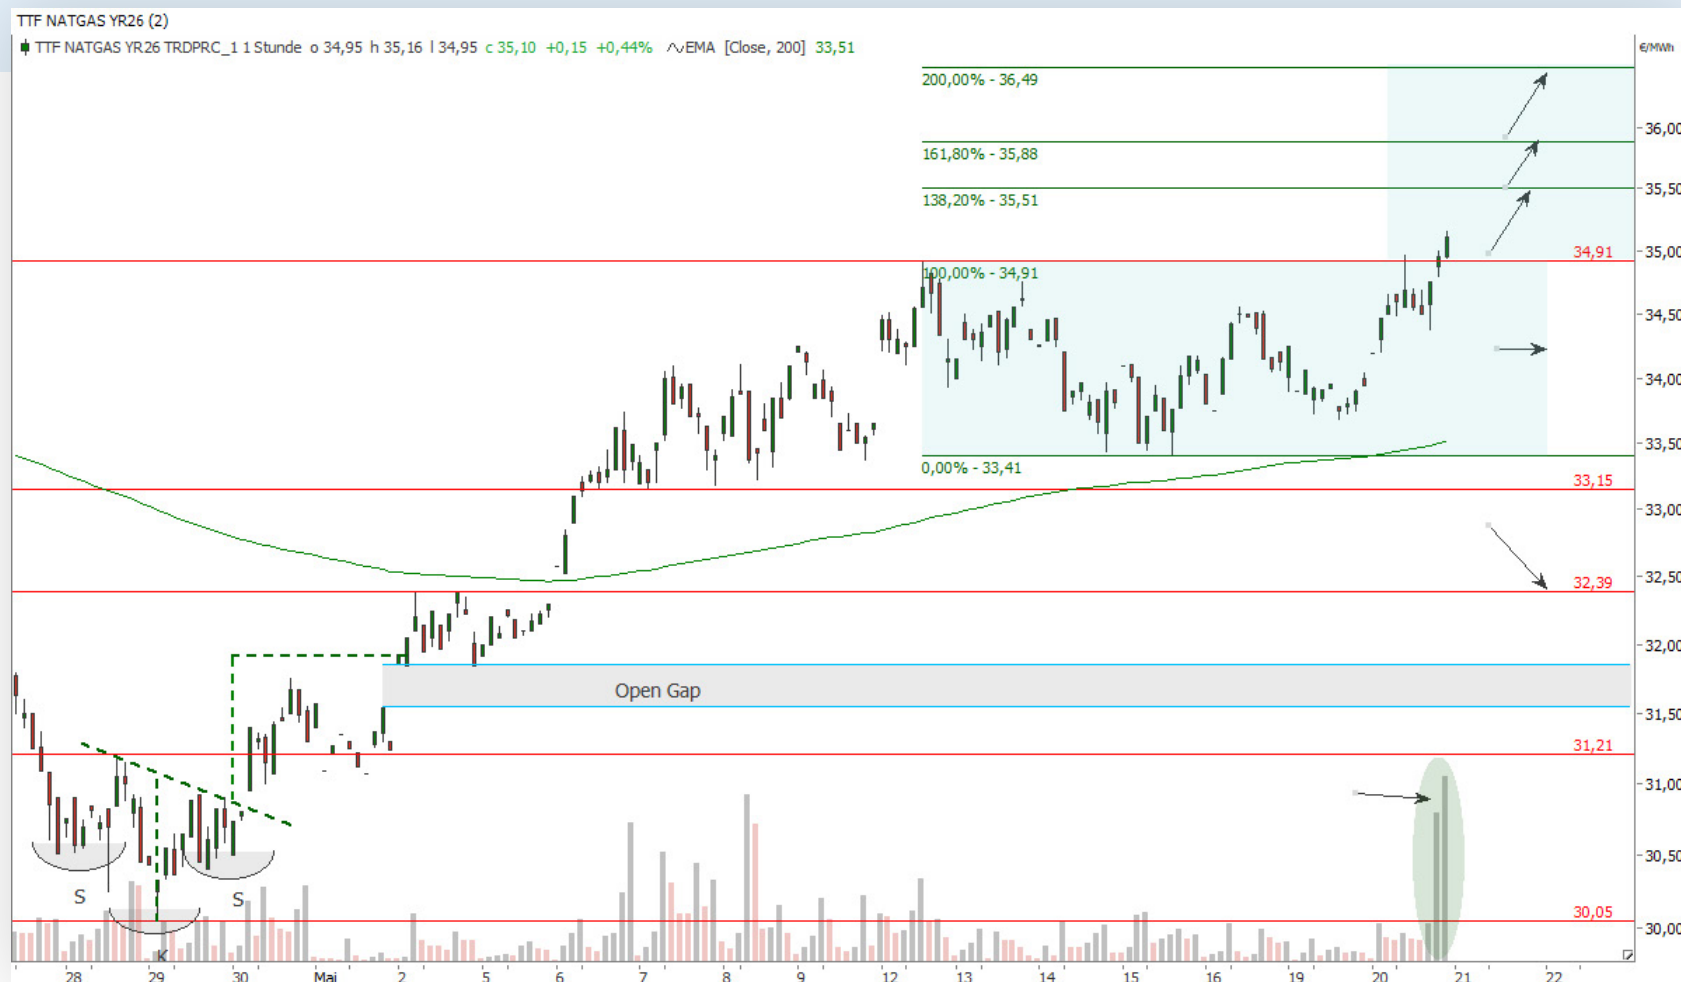 TTF NATGAS YR26 (2)
TTF NATGAS YR26 TRDPRC_1 1 Stunde o 34,95 h 35,16 l 34,95 c 35,10 +0,15 +0,44% EMA [Close, 200] 33,51
€/MWh
200,00% - 36,49
36,00
161,80% - 35,88
35,50
138,20% - 35,51
34,91
35,00
100,00% - 34,91
34,50
34,00
33,50
0,00% - 33,41
33,15
33,00
32,50
32,39
32,00
Open Gap
31,50
31,21
31,00
30,50
S
S
30,05
30,00
K
28 29 30 Mai 2 5 6 7 8 9 12 13 14 15 16 19 20 21 22